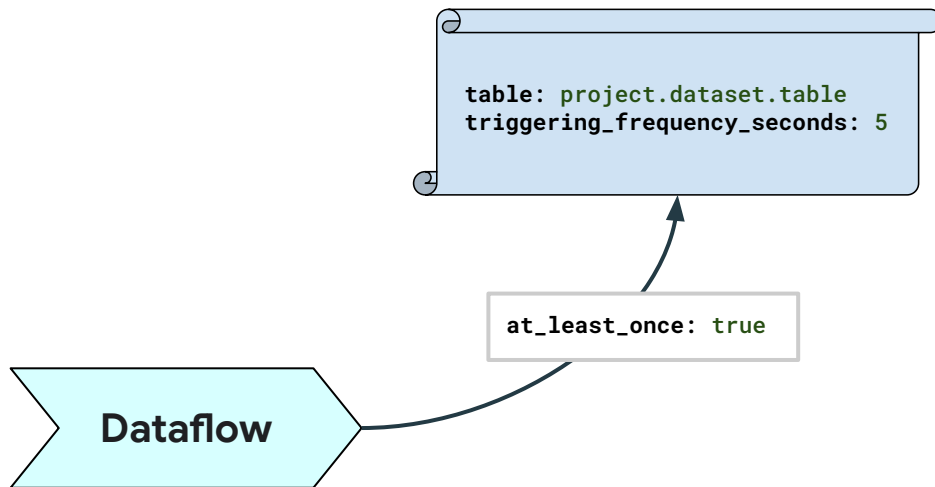 table: project.dataset.table
triggering_frequency_seconds: 5
at_least_once: true
Dataflow